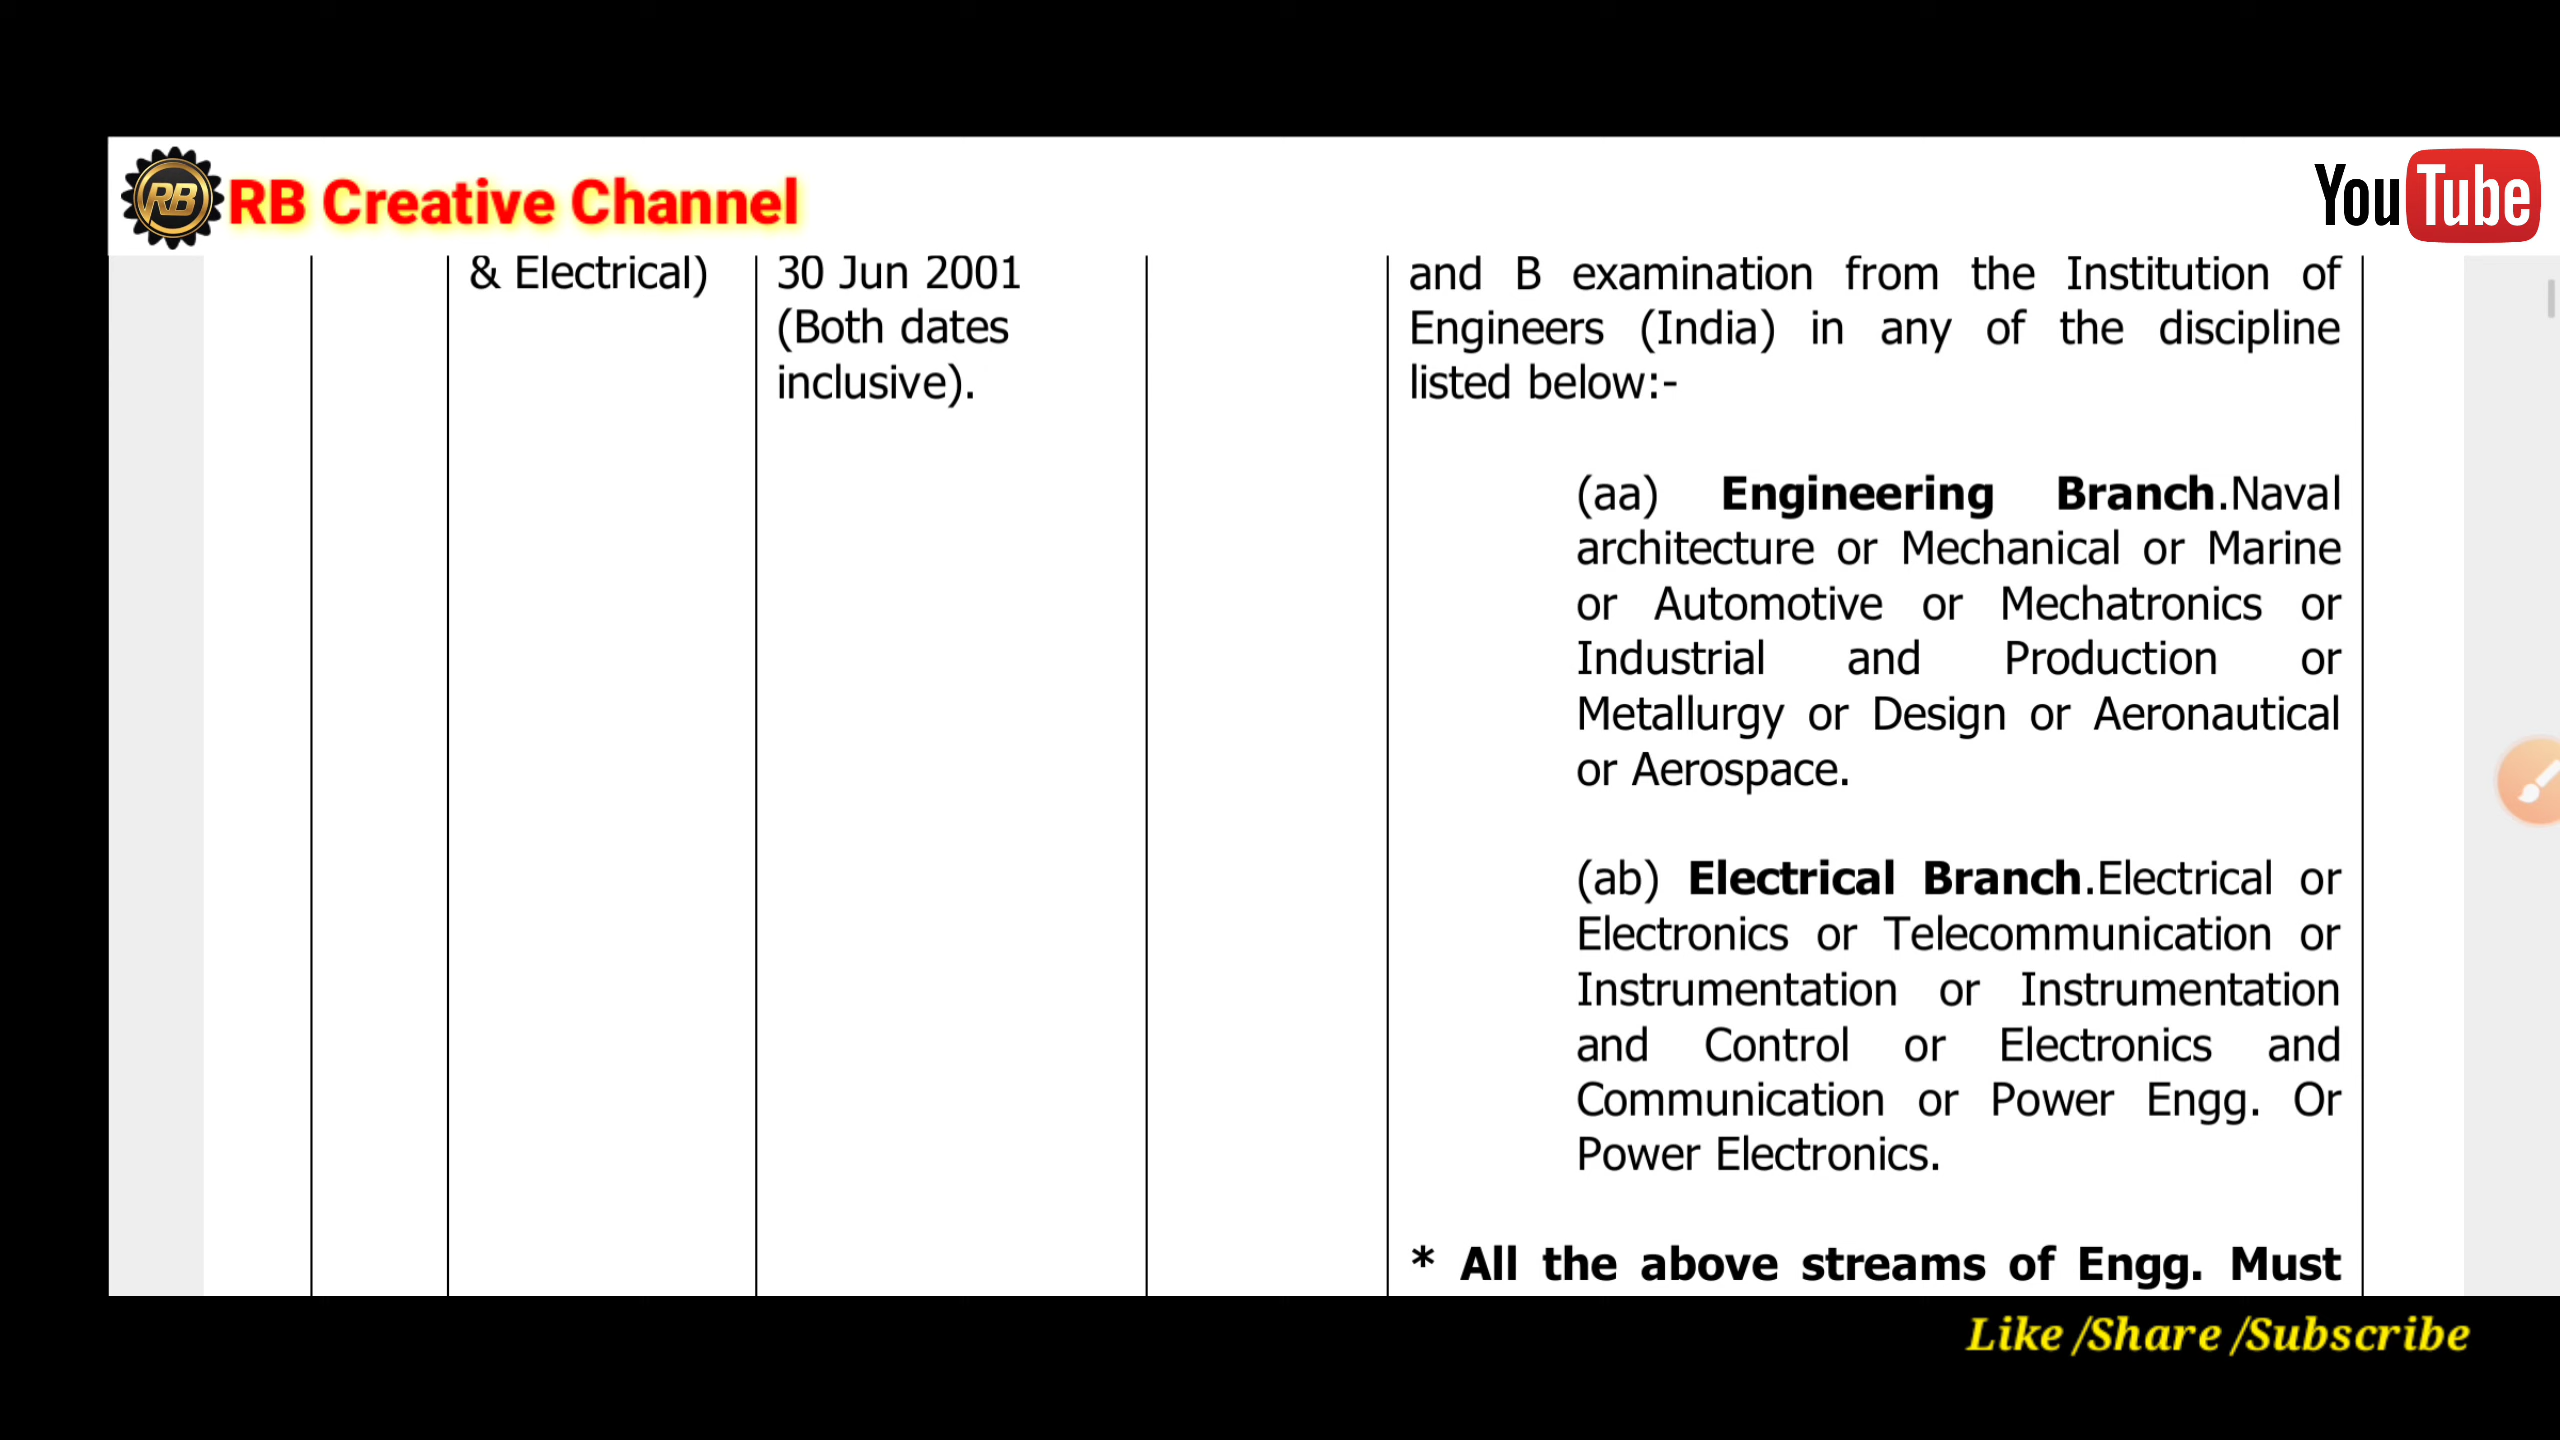 RB RB Creative Channel
YouTube
& Electrical)
30 Jun 2001
(Both dates
inclusive).
and B examination from the Institution of
Engineers (India) in any of the discipline
listed below:-
(aa) Engineering Branch.Naval
architecture or Mechanical or Marine
or Automotive or Mechatronics or
Industrial and Production or
Metallurgy or Design or Aeronautical
or Aerospace.
(ab) Electrical Branch.Electrical or
Electronics or Telecommunication or
Instrumentation or Instrumentation
and Control or Electronics and
Communication or Power Engg. Or
Power Electronics.
* All the above streams of Engg. Must
Like /Share /Subscribe